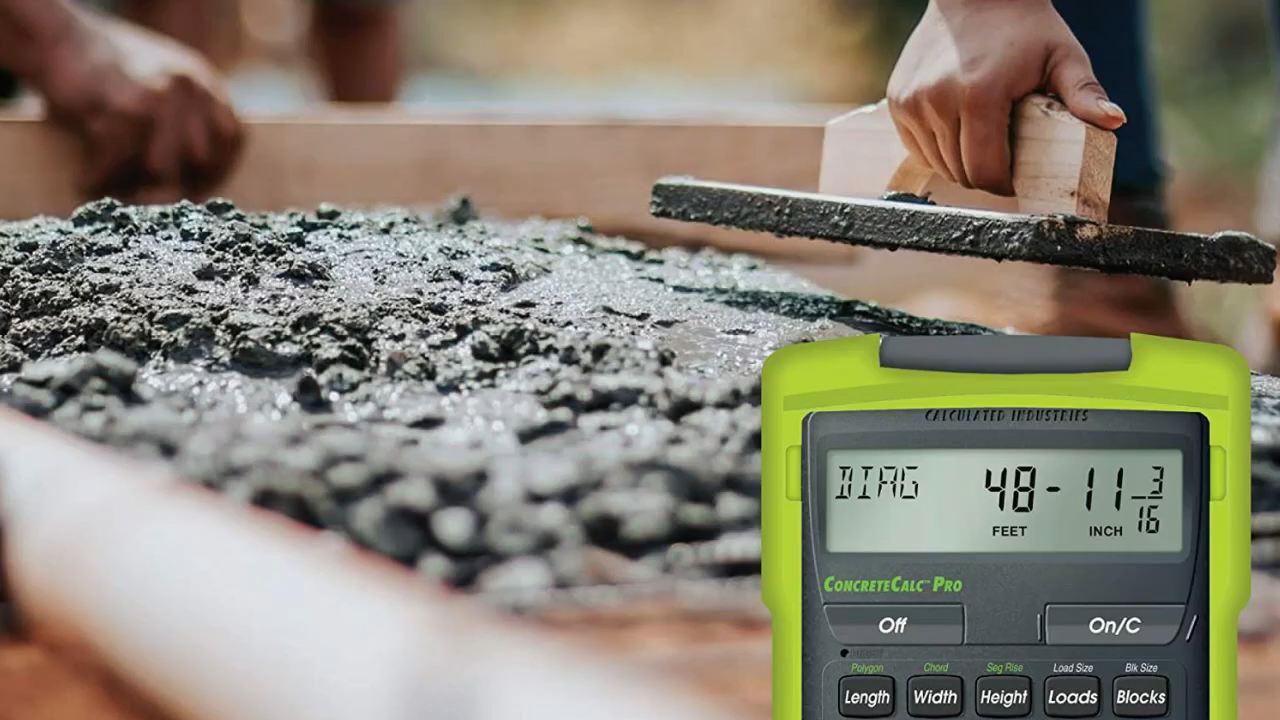 CALCULATED INDUSTRIES
DIAG 48-11 3/16
FEET INCH
CONCRETECALC™ PRO
Off On/C
Polygon Chord Seg Rise Load Size Blk Size
Length Width Height Loads Blocks